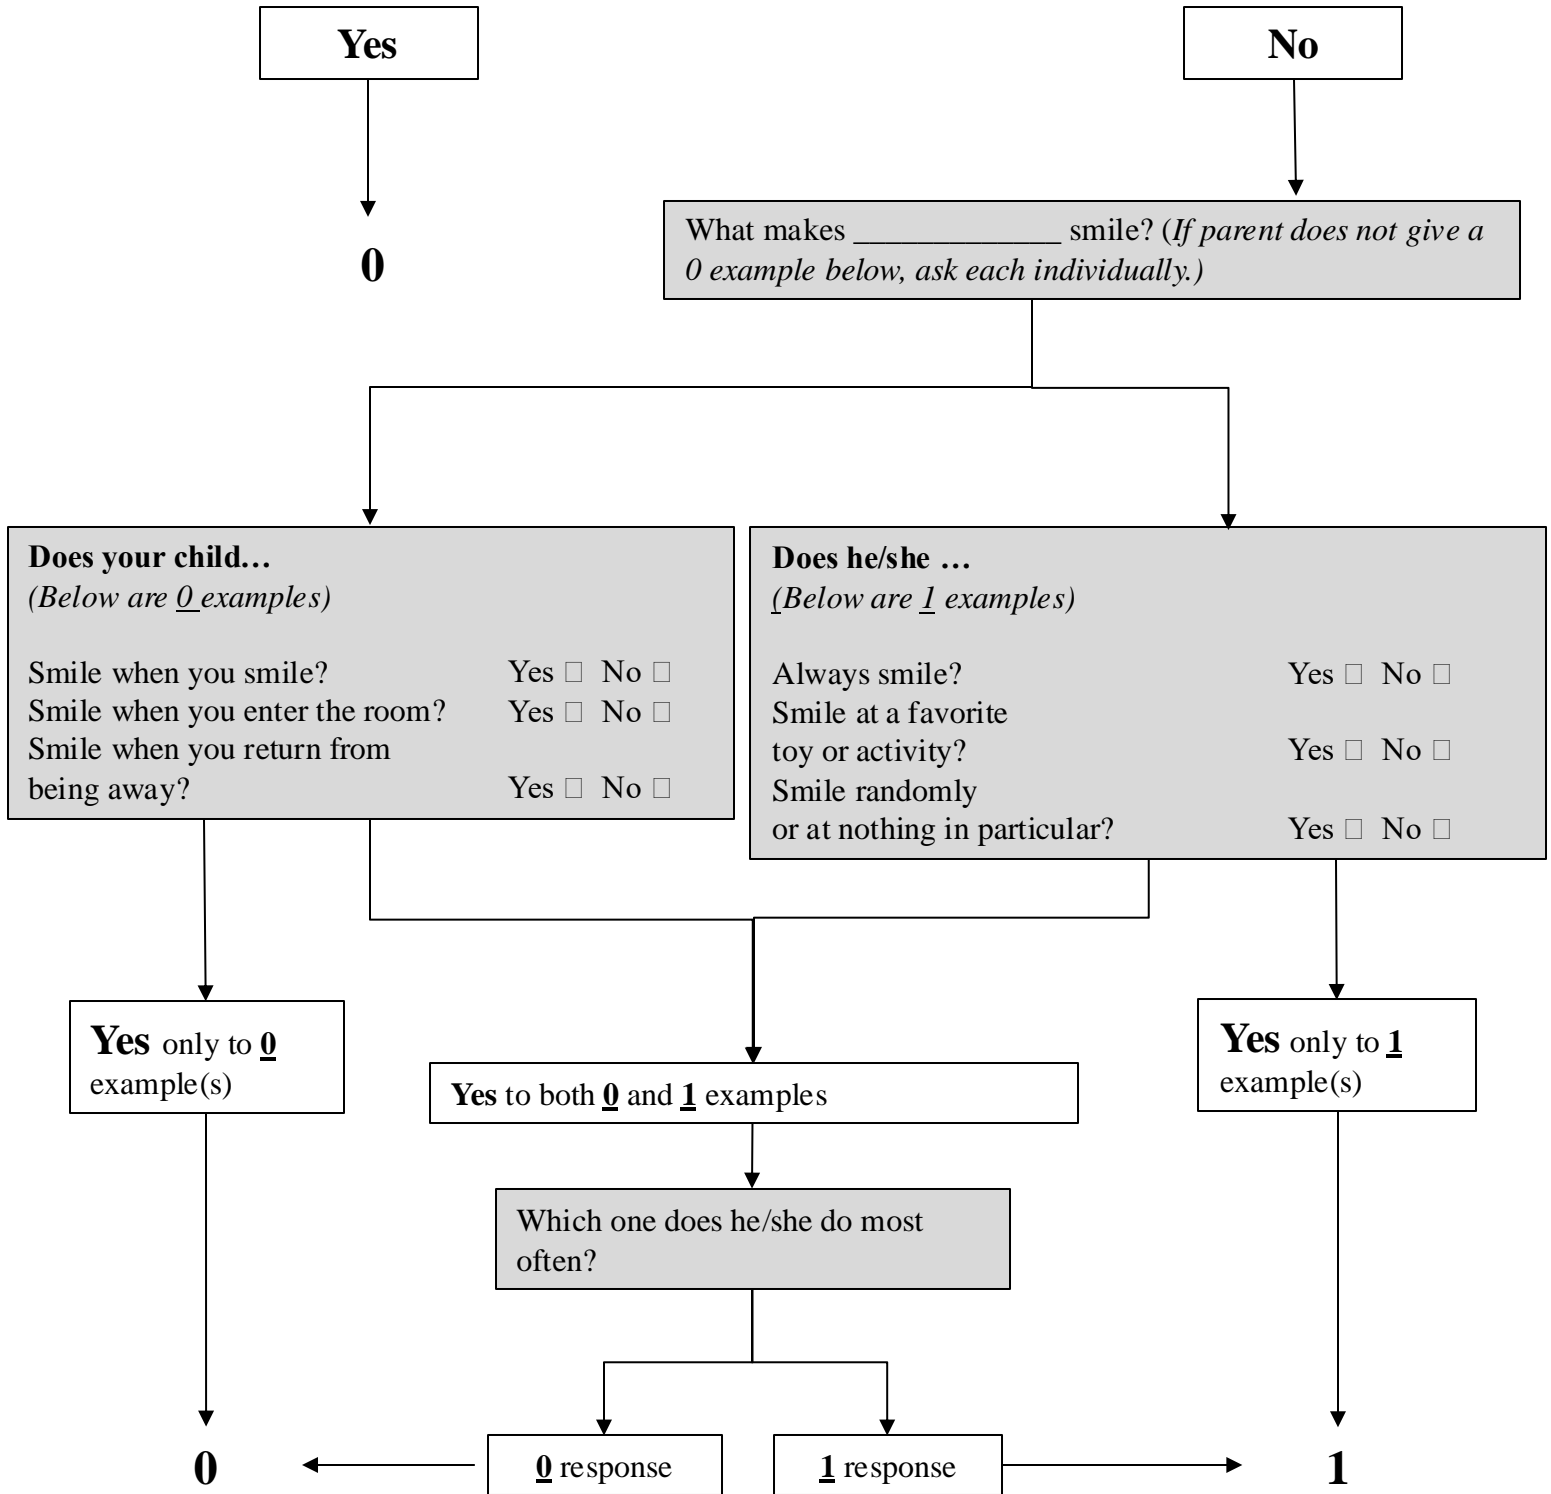 Yes
No
0
What makes _____________ smile? (If parent does not give a
0 example below, ask each individually.)
Does your child…
(Below are 0 examples)
Smile when you smile? Yes □ No □
Smile when you enter the room? Yes □ No □
Smile when you return from
being away? Yes □ No □
Does he/she …
(Below are 1 examples)
Always smile? Yes □ No □
Smile at a favorite
toy or activity? Yes □ No □
Smile randomly
or at nothing in particular? Yes □ No □
Yes only to 0
example(s)
Yes to both 0 and 1 examples
Yes only to 1
example(s)
Which one does he/she do most
often?
0
0 response
1 response
1